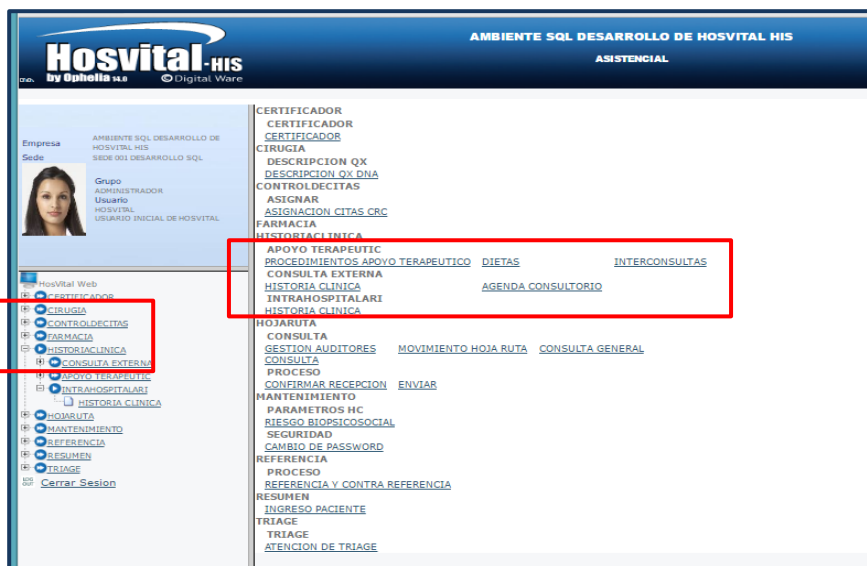 Hosvital-HIS
by Ophelia 14.0 © Digital Ware
AMBIENTE SQL DESARROLLO DE HOSVITAL HIS
ASISTENCIAL
Empresa AMBIENTE SQL DESARROLLO DE HOSVITAL HIS
Sede SEDE 001 DESARROLLO SQL
Grupo
ADMINISTRADOR
Usuario
HOSVITAL
USUARIO INICIAL DE HOSVITAL
HosVital Web
CERTIFICADOR
CIRUGIA
CONTROLDECITAS
FARMACIA
HISTORIACLINICA
CONSULTA EXTERNA
APOYO TERAPEUTIC
INTRAHOSPITALARI
HISTORIA CLINICA
HOJARUTA
MANTENIMIENTO
REFERENCIA
RESUMEN
TRIAGE
LOG OUT Cerrar Sesion
CERTIFICADOR
CERTIFICADOR
CERTIFICADOR
CIRUGIA
DESCRIPCION QX
DESCRIPCION QX DNA
CONTROLDECITAS
ASIGNAR
ASIGNACION CITAS CRC
FARMACIA
HISTORIACLINICA
APOYO TERAPEUTIC
PROCEDIMIENTOS APOYO TERAPEUTICO DIETAS INTERCONSULTAS
CONSULTA EXTERNA
HISTORIA CLINICA AGENDA CONSULTORIO
INTRAHOSPITALARI
HISTORIA CLINICA
HOJARUTA
CONSULTA
GESTION AUDITORES MOVIMIENTO HOJA RUTA CONSULTA GENERAL
CONSULTA
PROCESO
CONFIRMAR RECEPCION ENVIAR
MANTENIMIENTO
PARAMETROS HC
RIESGO BIOPSICOSOCIAL
SEGURIDAD
CAMBIO DE PASSWORD
REFERENCIA
PROCESO
REFERENCIA Y CONTRA REFERENCIA
RESUMEN
INGRESO PACIENTE
TRIAGE
TRIAGE
ATENCION DE TRIAGE